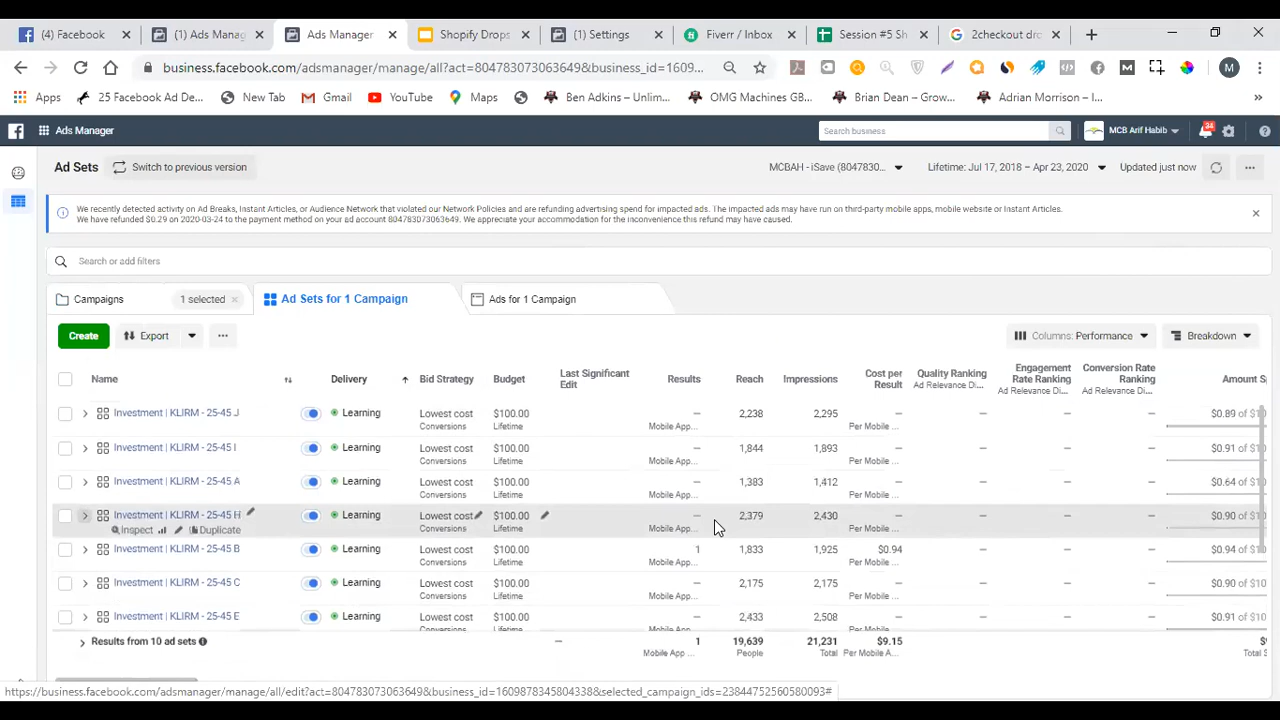 (4) Facebook
(1) Ads Manag
Ads Manager
Shopify Drops
(1) Settings
Fiverr / Inbox
Session #5 Sh
2checkout dro
business.facebook.com/adsmanager/manage/all?act=804783073063649&business_id=1609...
M
Apps
25 Facebook Ad De...
New Tab
Gmail
YouTube
Maps
Ben Adkins – Unlim...
OMG Machines GB...
Brian Dean – Grow...
Adrian Morrison – I...
»
Ads Manager
Search business
MCB Arif Habib
34
Ad Sets
Switch to previous version
MCBAH - iSave (8047830...
Lifetime: Jul 17, 2018 – Apr 23, 2020
Updated just now
We recently detected activity on Ad Breaks, Instant Articles, or Audience Network that violated our Network Policies and are refunding advertising spend for impacted ads. The impacted ads may have run on third-party mobile apps, mobile website or Instant Articles.
We have refunded $0.29 on 2020-03-24 to the payment method on your ad account 804783073063649. We appreciate your accommodation for the inconvenience this refund may have caused.
Search or add filters
Campaigns
1 selected ×
Ad Sets for 1 Campaign
Ads for 1 Campaign
Create
Export
Columns: Performance
Breakdown
Name
Delivery
Bid Strategy
Budget
Last Significant
Edit
Results
Reach
Impressions
Cost per
Result
Quality Ranking
Ad Relevance Di...
Engagement
Rate Ranking
Ad Relevance Di...
Conversion Rate
Ranking
Ad Relevance Di...
Amount S
Investment | KLIRM - 25-45 J
Learning
Lowest cost
Conversions
$100.00
Lifetime
—
Mobile App...
2,238
2,295
—
Per Mobile ...
—
—
—
$0.89 of $10
Investment | KLIRM - 25-45 I
Learning
Lowest cost
Conversions
$100.00
Lifetime
—
Mobile App...
1,844
1,893
—
Per Mobile ...
—
—
—
$0.91 of $10
Investment | KLIRM - 25-45 A
Learning
Lowest cost
Conversions
$100.00
Lifetime
—
Mobile App...
1,383
1,412
—
Per Mobile ...
—
—
—
$0.64 of $10
Investment | KLIRM - 25-45 H
Inspect
Duplicate
Learning
Lowest cost
Conversions
$100.00
Lifetime
—
Mobile App...
2,379
2,430
—
Per Mobile ...
—
—
—
$0.90 of $10
Investment | KLIRM - 25-45 B
Learning
Lowest cost
Conversions
$100.00
Lifetime
1
Mobile App...
1,833
1,925
$0.94
Per Mobile ...
—
—
—
$0.94 of $10
Investment | KLIRM - 25-45 C
Learning
Lowest cost
Conversions
$100.00
Lifetime
—
Mobile App...
2,175
2,175
—
Per Mobile ...
—
—
—
$0.90 of $10
Investment | KLIRM - 25-45 E
Learning
Lowest cost
Conversions
$100.00
Lifetime
—
Mobile App...
2,433
2,508
—
Per Mobile ...
—
—
—
$0.91 of $10
Results from 10 ad sets
—
1
Mobile App ...
19,639
People
21,231
Total
$9.15
Per Mobile A...
Total S
https://business.facebook.com/adsmanager/manage/all/edit?act=804783073063649&business_id=1609878345804338&selected_campaign_ids=23844752560580093#